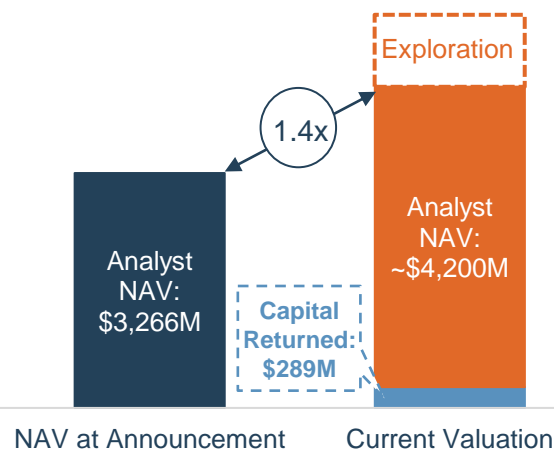 Exploration
1.4x
Analyst
NAV:
$3,266M
Analyst
NAV:
~$4,200M
Capital
Returned:
$289M
NAV at Announcement
Current Valuation